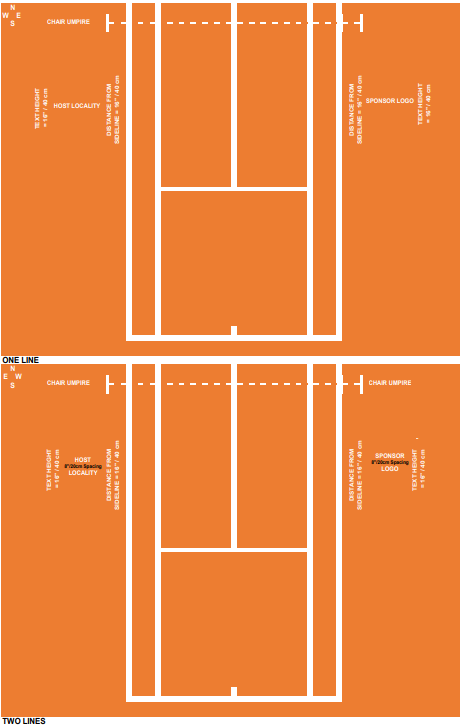 N
W E
S
CHAIR UMPIRE
TEXT HEIGHT
= 16" / 40 cm
HOST LOCALITY
DISTANCE FROM
SIDELINE = 16" / 40 cm
DISTANCE FROM
SIDELINE = 16" / 40 cm
SPONSOR LOGO
TEXT HEIGHT
= 16" / 40 cm
ONE LINE
N
E W
S
CHAIR UMPIRE
CHAIR UMPIRE
TEXT HEIGHT
= 16" / 40 cm
HOST
8"/20cm Spacing
LOCALITY
DISTANCE FROM
SIDELINE = 16" / 40 cm
DISTANCE FROM
SIDELINE = 16" / 40 cm
SPONSOR
8"/20cm Spacing
LOGO
TEXT HEIGHT
= 16" / 40 cm
TWO LINES